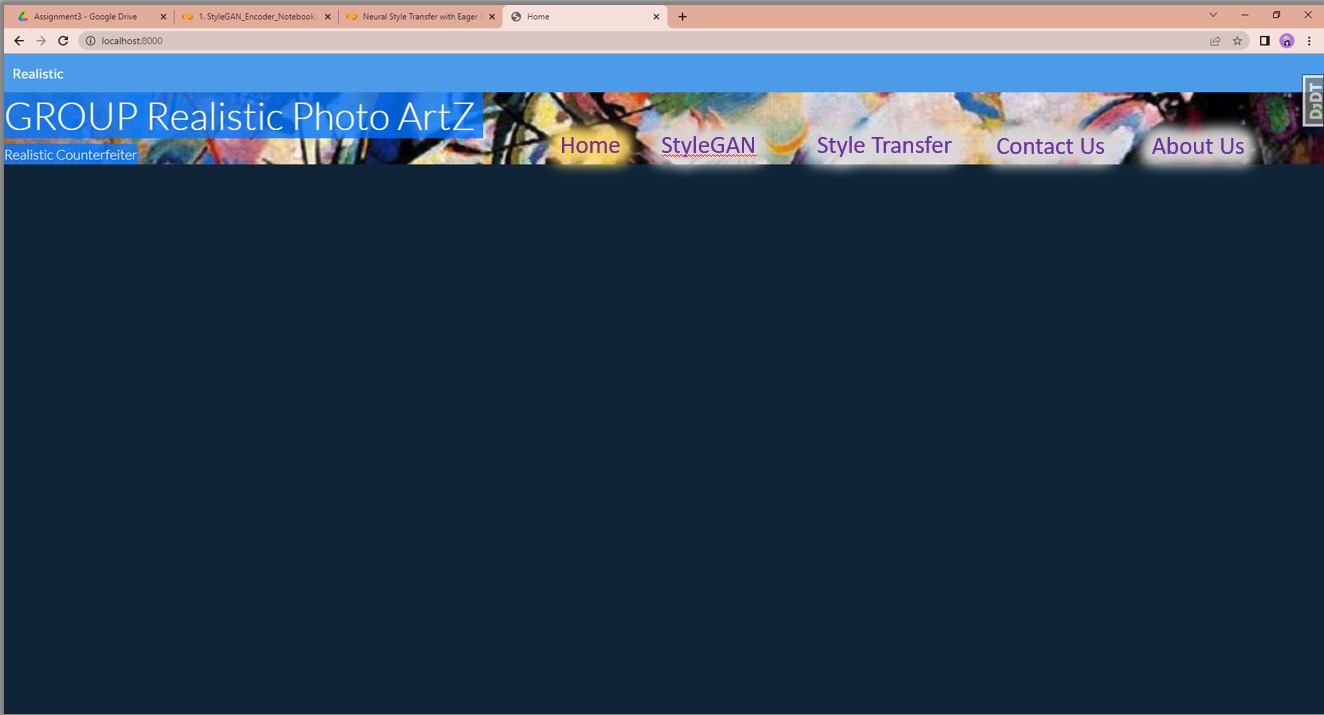 Assignment3 - Google Drive
1. StyleGAN_Encoder_Notebook.
Neural Style Transfer with Eager
Home
localhost:8000
Realistic
GROUP Realistic Photo ArtZ
Realistic Counterfeiter
Home StyleGAN Style Transfer Contact Us About Us
DjDT